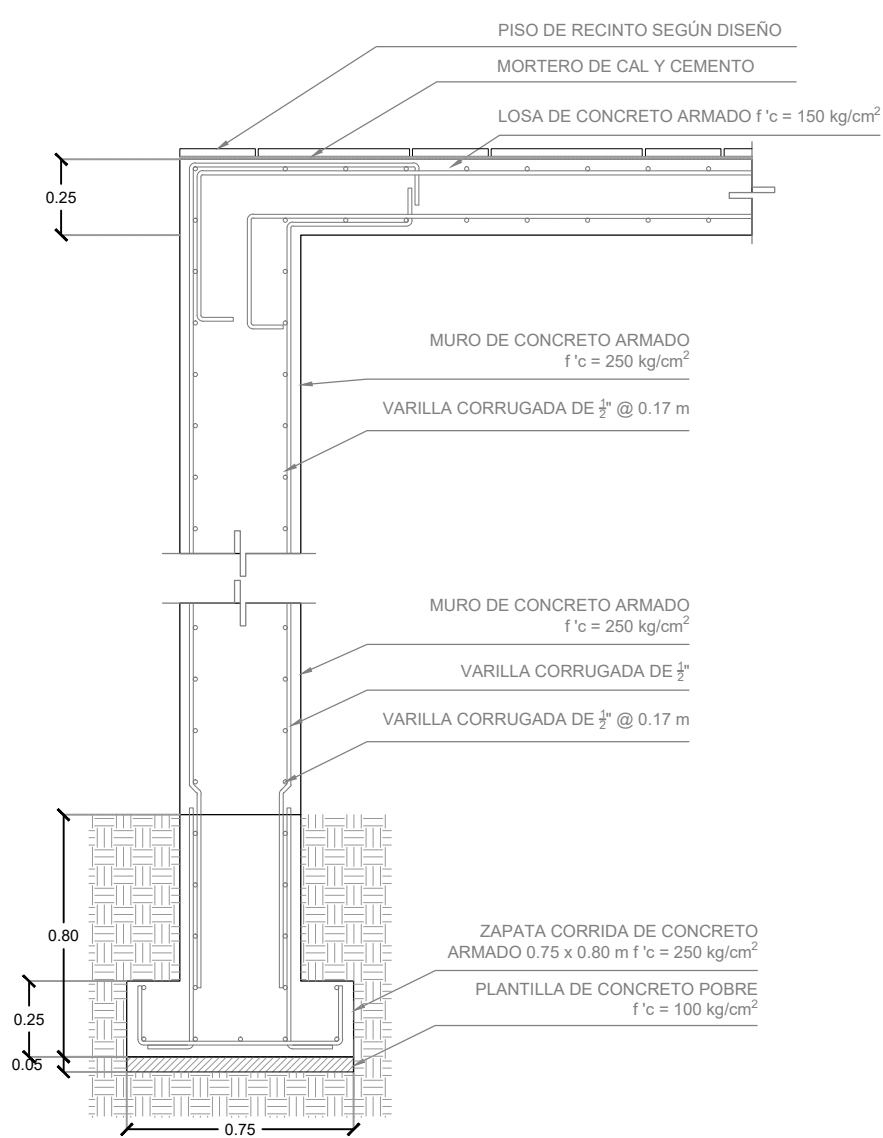 PISO DE RECINTO SEGÚN DISEÑO
MORTERO DE CAL Y CEMENTO
LOSA DE CONCRETO ARMADO f 'c = 150 kg/cm²
0.25
MURO DE CONCRETO ARMADO
f 'c = 250 kg/cm²
VARILLA CORRUGADA DE ½" @ 0.17 m
MURO DE CONCRETO ARMADO
f 'c = 250 kg/cm²
VARILLA CORRUGADA DE ½"
VARILLA CORRUGADA DE ½" @ 0.17 m
0.80
ZAPATA CORRIDA DE CONCRETO
ARMADO 0.75 x 0.80 m f 'c = 250 kg/cm²
PLANTILLA DE CONCRETO POBRE
f 'c = 100 kg/cm²
0.25
0.05
0.75